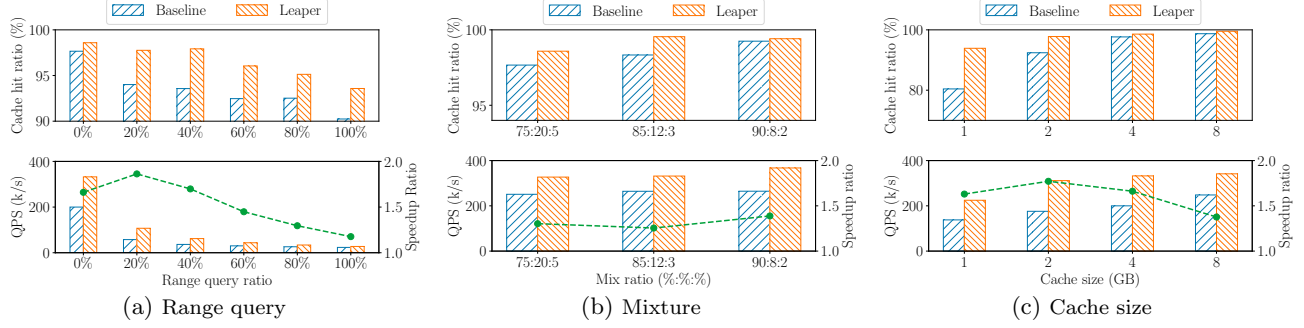 Baseline Leaper
Cache hit ratio (%)
100
95
90
0% 20% 40% 60% 80% 100%
QPS (k/s)
400
200
0
2.0
1.5
1.0
Speedup Ratio
0% 20% 40% 60% 80% 100%
Range query ratio
(a) Range query
Baseline Leaper
Cache hit ratio (%)
100
95
75:20:5 85:12:3 90:8:2
QPS (k/s)
400
200
0
2.0
1.5
1.0
Speedup ratio
75:20:5 85:12:3 90:8:2
Mix ratio (%:%:%)
(b) Mixture
Baseline Leaper
Cache hit ratio (%)
100
80
1 2 4 8
QPS (k/s)
400
200
0
2.0
1.5
1.0
Speedup ratio
1 2 4 8
Cache size (GB)
(c) Cache size